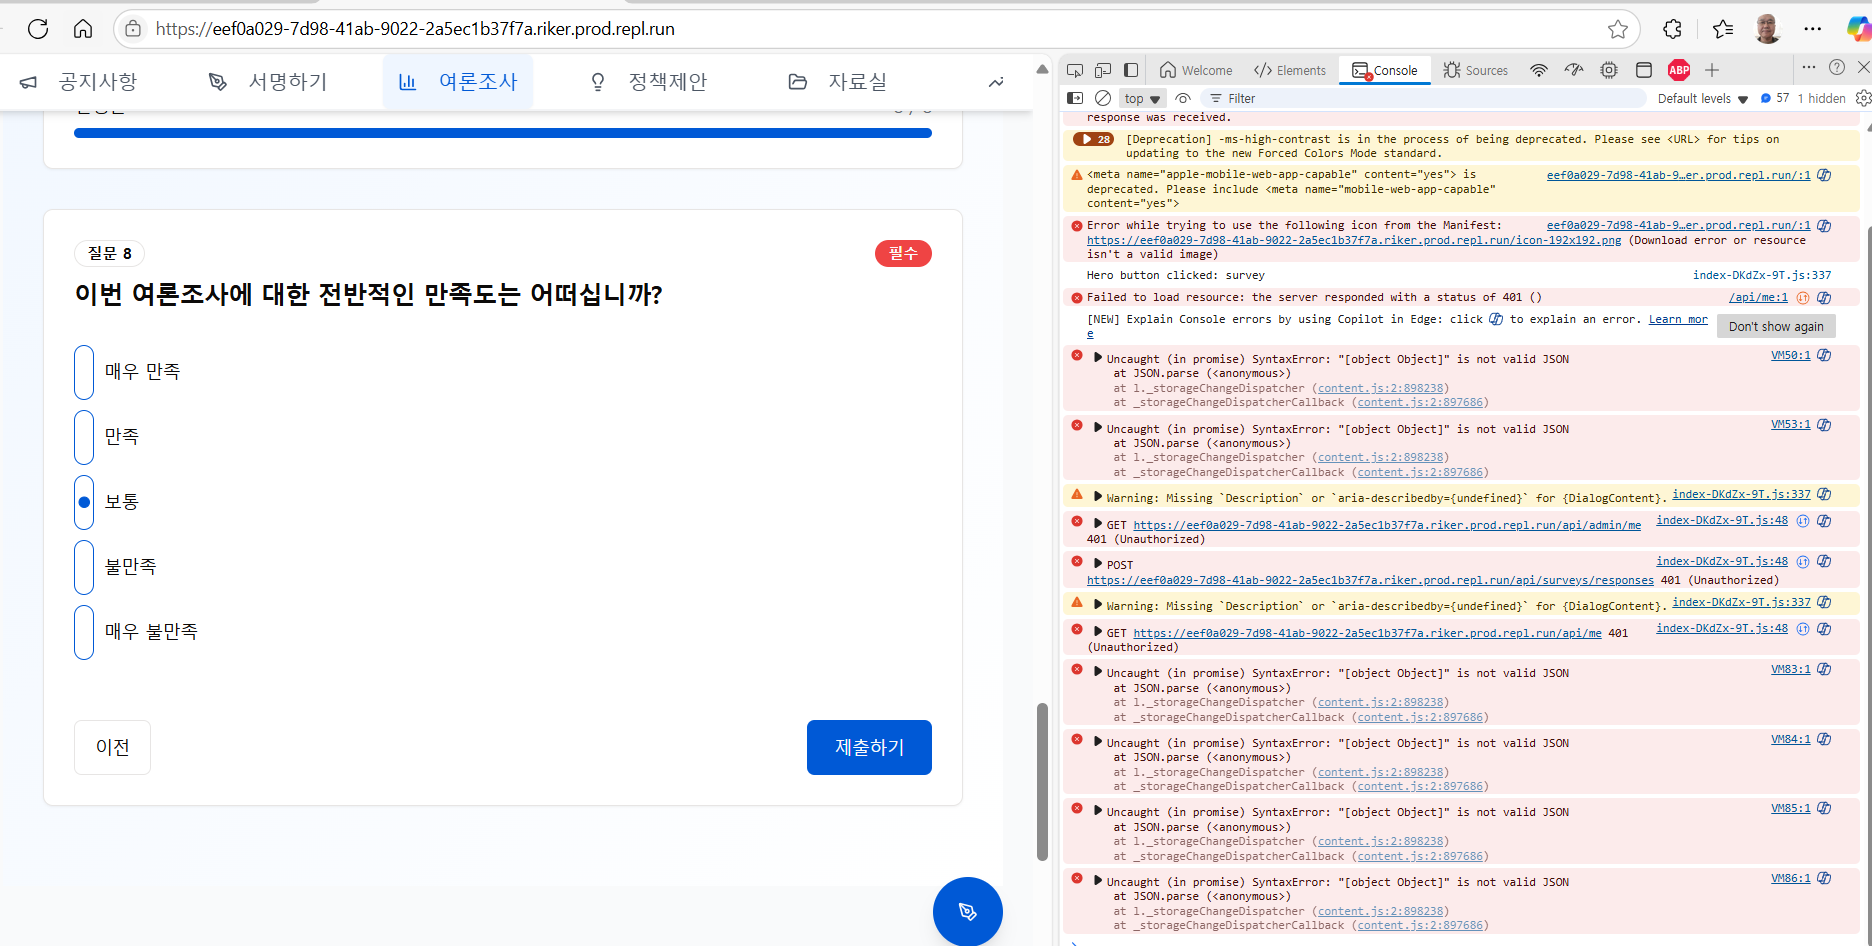 https://eef0a029-7d98-41ab-9022-2a5ec1b37f7a.riker.prod.repl.run
공지사항
서명하기
여론조사
정책제안
자료실
질문 8
필수
이번 여론조사에 대한 전반적인 만족도는 어떠십니까?
매우 만족
만족
보통
불만족
매우 불만족
이전
제출하기
Welcome
Elements
Console
Sources
ABP
top
Filter
Default levels
57
1 hidden
response was received.
28
[Deprecation] -ms-high-contrast is in the process of being deprecated. Please see <URL> for tips on
updating to the new Forced Colors Mode standard.
<meta name="apple-mobile-web-app-capable" content="yes"> is eef0a029-7d98-41ab-9…er.prod.repl.run/:1
deprecated. Please include <meta name="mobile-web-app-capable"
content="yes">
Error while trying to use the following icon from the Manifest: eef0a029-7d98-41ab-9…er.prod.repl.run/:1
https://eef0a029-7d98-41ab-9022-2a5ec1b37f7a.riker.prod.repl.run/icon-192x192.png (Download error or resource
isn't a valid image)
Hero button clicked: survey index-DKdZx-9T.js:337
Failed to load resource: the server responded with a status of 401 () /api/me:1
[NEW] Explain Console errors by using Copilot in Edge: click to explain an error. Learn mor
e
Don't show again
Uncaught (in promise) SyntaxError: "[object Object]" is not valid JSON VM50:1
at JSON.parse (<anonymous>)
at l._storageChangeDispatcher (content.js:2:898238)
at _storageChangeDispatcherCallback (content.js:2:897686)
Uncaught (in promise) SyntaxError: "[object Object]" is not valid JSON VM53:1
at JSON.parse (<anonymous>)
at l._storageChangeDispatcher (content.js:2:898238)
at _storageChangeDispatcherCallback (content.js:2:897686)
Warning: Missing `Description` or `aria-describedby={undefined}` for {DialogContent}. index-DKdZx-9T.js:337
GET https://eef0a029-7d98-41ab-9022-2a5ec1b37f7a.riker.prod.repl.run/api/admin/me index-DKdZx-9T.js:48
401 (Unauthorized)
POST index-DKdZx-9T.js:48
https://eef0a029-7d98-41ab-9022-2a5ec1b37f7a.riker.prod.repl.run/api/surveys/responses 401 (Unauthorized)
Warning: Missing `Description` or `aria-describedby={undefined}` for {DialogContent}. index-DKdZx-9T.js:337
GET https://eef0a029-7d98-41ab-9022-2a5ec1b37f7a.riker.prod.repl.run/api/me 401 index-DKdZx-9T.js:48
(Unauthorized)
Uncaught (in promise) SyntaxError: "[object Object]" is not valid JSON VM83:1
at JSON.parse (<anonymous>)
at l._storageChangeDispatcher (content.js:2:898238)
at _storageChangeDispatcherCallback (content.js:2:897686)
Uncaught (in promise) SyntaxError: "[object Object]" is not valid JSON VM84:1
at JSON.parse (<anonymous>)
at l._storageChangeDispatcher (content.js:2:898238)
at _storageChangeDispatcherCallback (content.js:2:897686)
Uncaught (in promise) SyntaxError: "[object Object]" is not valid JSON VM85:1
at JSON.parse (<anonymous>)
at l._storageChangeDispatcher (content.js:2:898238)
at _storageChangeDispatcherCallback (content.js:2:897686)
Uncaught (in promise) SyntaxError: "[object Object]" is not valid JSON VM86:1
at JSON.parse (<anonymous>)
at l._storageChangeDispatcher (content.js:2:898238)
at _storageChangeDispatcherCallback (content.js:2:897686)